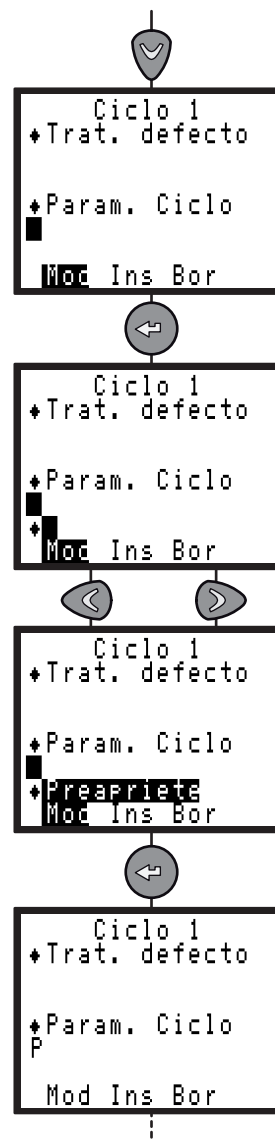 Ciclo 1
♦Trat. defecto
♦Param. Ciclo
Mod Ins Bor
Ciclo 1
♦Trat. defecto
♦Param. Ciclo
♦
Mod Ins Bor
Ciclo 1
♦Trat. defecto
♦Param. Ciclo
♦Preapriete
Mod Ins Bor
Ciclo 1
♦Trat. defecto
♦Param. Ciclo
P
Mod Ins Bor